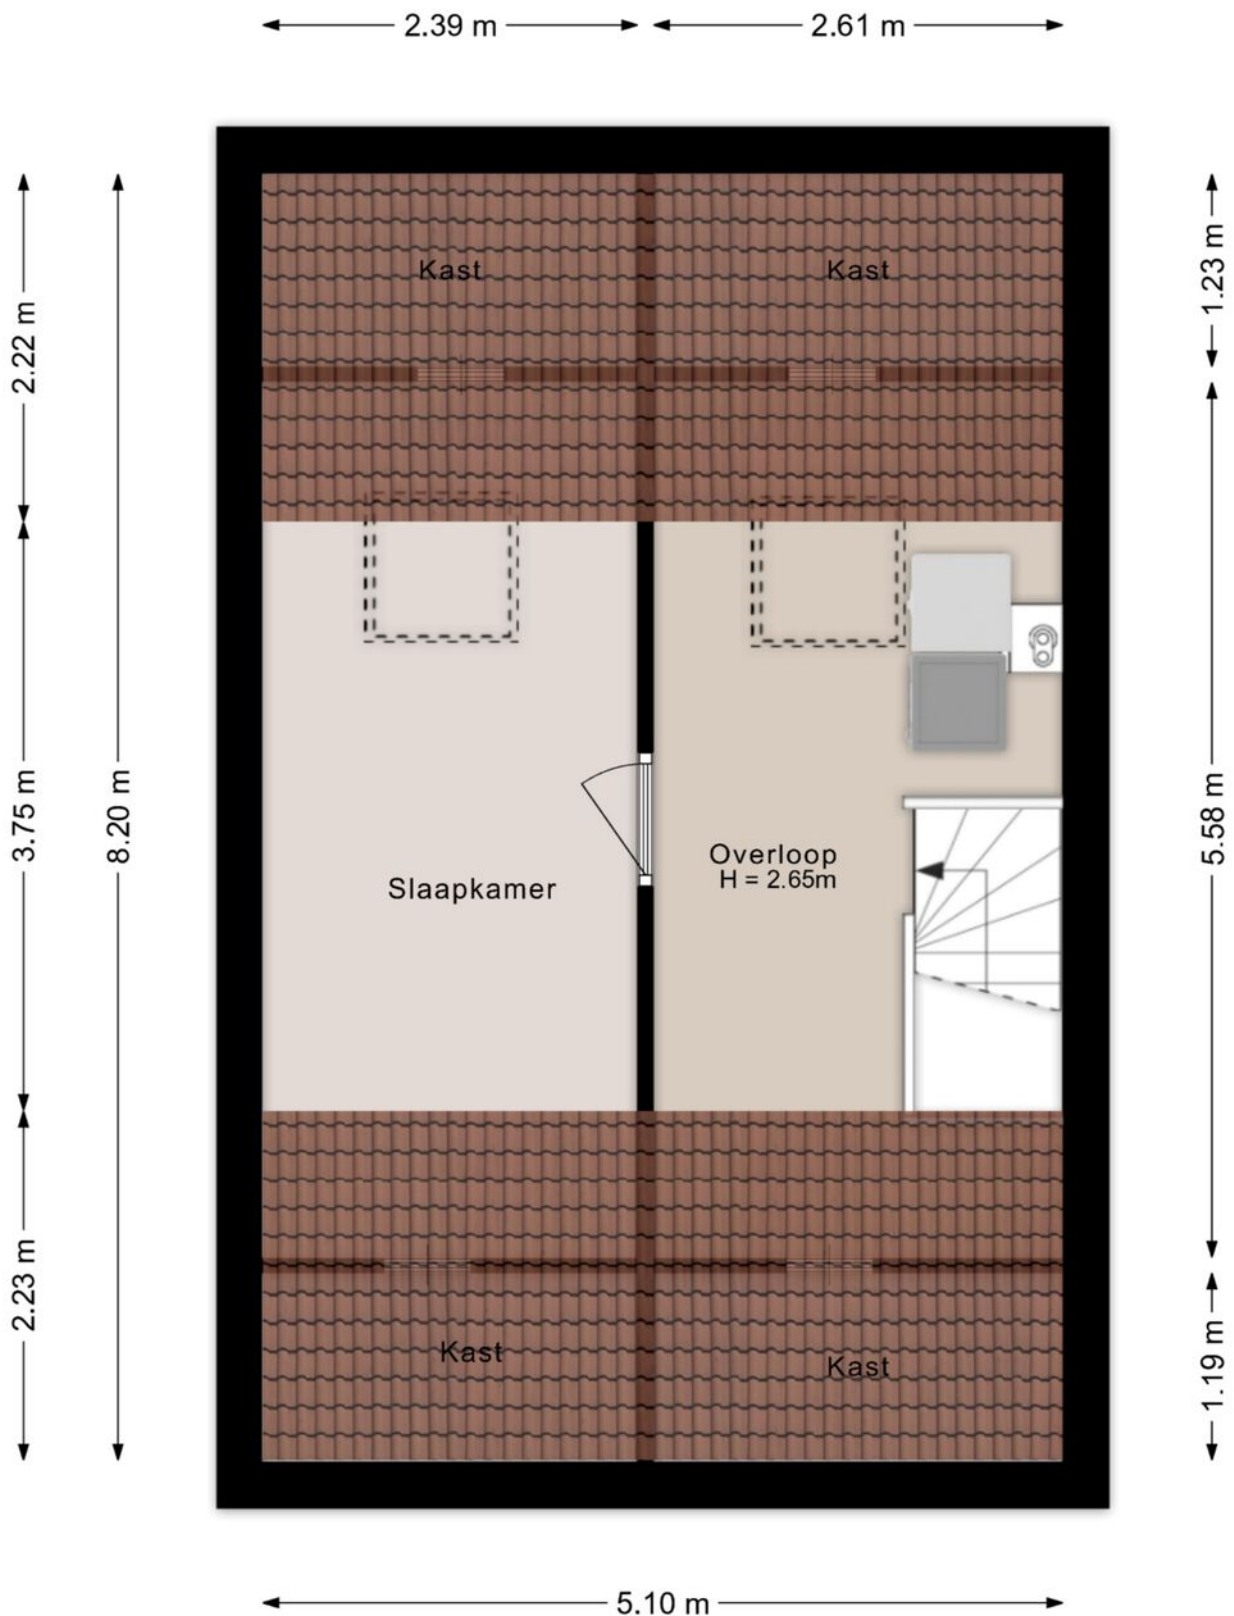 2.39 m
2.61 m
Kast
Kast
2.22 m
1.23 m
3.75 m
8.20 m
5.58 m
Overloop
H = 2.65m
Slaapkamer
2.23 m
1.19 m
Kast
Kast
5.10 m